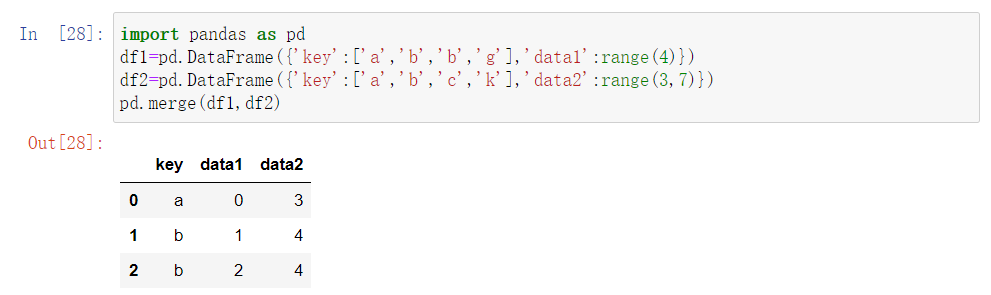 In [28]: import pandas as pd
df1=pd.DataFrame({'key':['a','b','b','g'],'data1':range(4)})
df2=pd.DataFrame({'key':['a','b','c','k'],'data2':range(3,7)})
pd.merge(df1,df2)
Out[28]:
key data1 data2
0 a 0 3
1 b 1 4
2 b 2 4